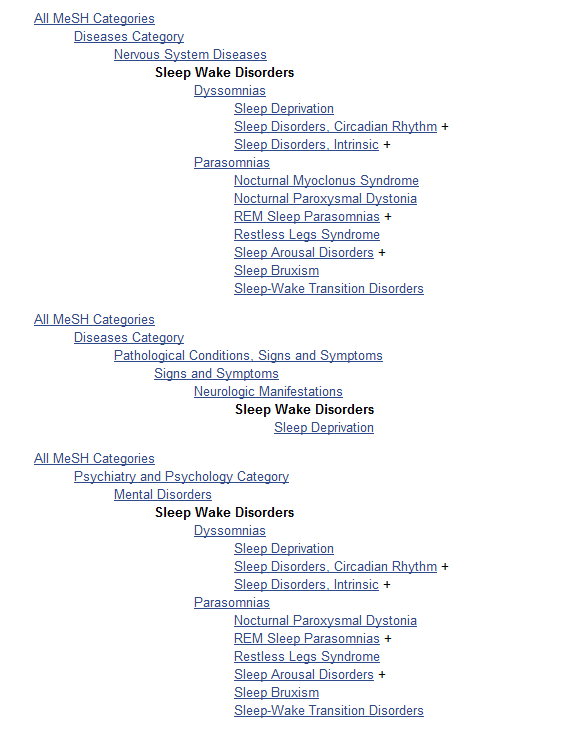 All MeSH Categories
Diseases Category
Nervous System Diseases
Sleep Wake Disorders
Dyssomnias
Sleep Deprivation
Sleep Disorders, Circadian Rhythm +
Sleep Disorders, Intrinsic +
Parasomnias
Nocturnal Myoclonus Syndrome
Nocturnal Paroxysmal Dystonia
REM Sleep Parasomnias +
Restless Legs Syndrome
Sleep Arousal Disorders +
Sleep Bruxism
Sleep-Wake Transition Disorders
All MeSH Categories
Diseases Category
Pathological Conditions, Signs and Symptoms
Signs and Symptoms
Neurologic Manifestations
Sleep Wake Disorders
Sleep Deprivation
All MeSH Categories
Psychiatry and Psychology Category
Mental Disorders
Sleep Wake Disorders
Dyssomnias
Sleep Deprivation
Sleep Disorders, Circadian Rhythm +
Sleep Disorders, Intrinsic +
Parasomnias
Nocturnal Paroxysmal Dystonia
REM Sleep Parasomnias +
Restless Legs Syndrome
Sleep Arousal Disorders +
Sleep Bruxism
Sleep-Wake Transition Disorders